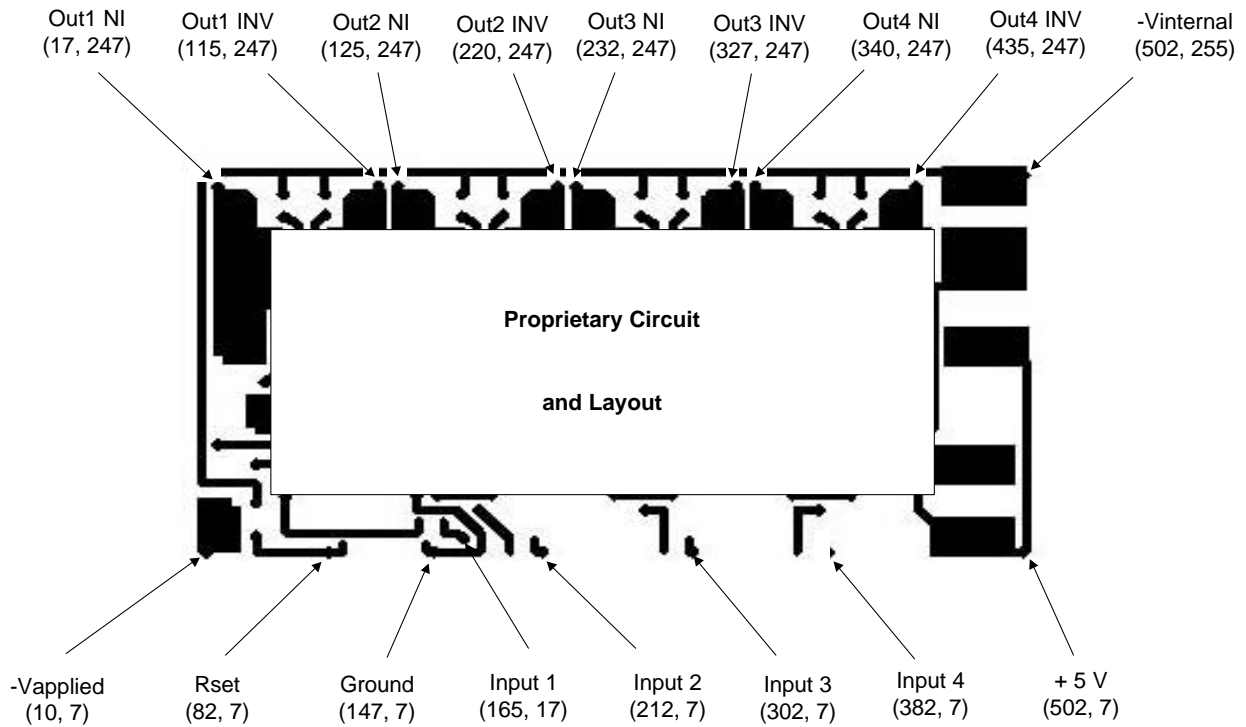 Out1 NI
(17, 247)
Out1 INV
(115, 247)
Out2 NI
(125, 247)
Out2 INV
(220, 247)
Out3 NI
(232, 247)
Out3 INV
(327, 247)
Out4 NI
(340, 247)
Out4 INV
(435, 247)
-Vinternal
(502, 255)
Proprietary Circuit
and Layout
-Vapplied
(10, 7)
Rset
(82, 7)
Ground
(147, 7)
Input 1
(165, 17)
Input 2
(212, 7)
Input 3
(302, 7)
Input 4
(382, 7)
+ 5 V
(502, 7)